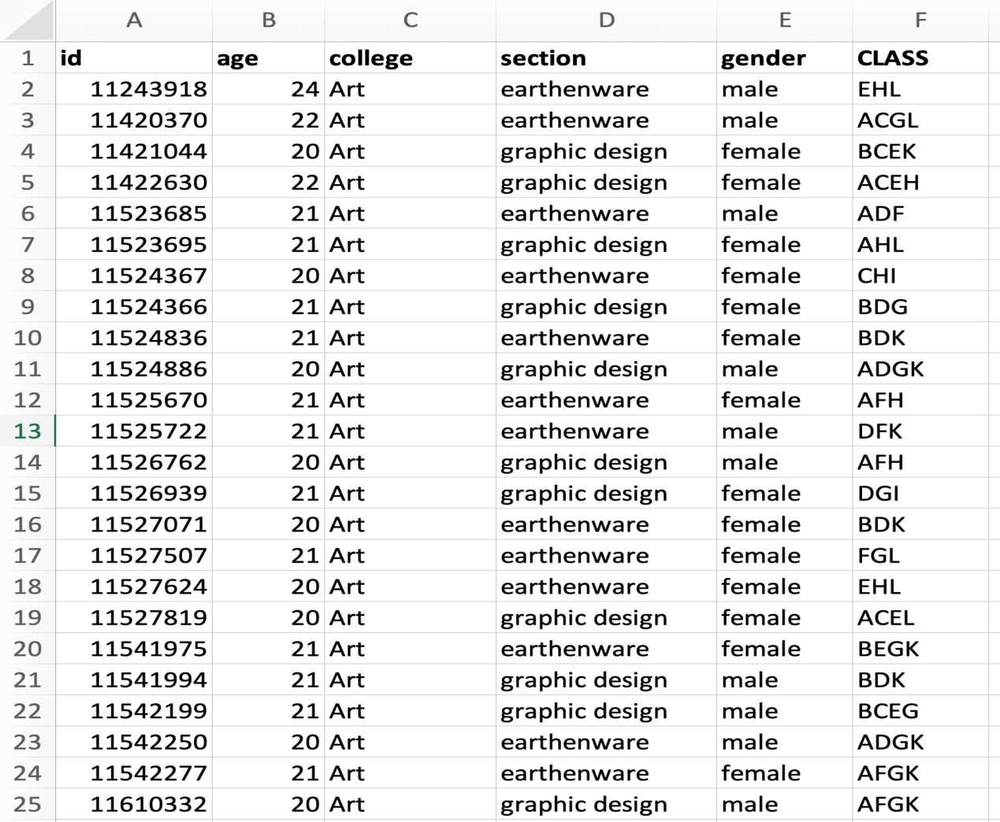 A B C D E F
1 id age college section gender CLASS
2 11243918 24 Art earthenware male EHL
3 11420370 22 Art earthenware male ACGL
4 11421044 20 Art graphic design female BCEK
5 11422630 22 Art graphic design female ACEH
6 11523685 21 Art earthenware male ADF
7 11523695 21 Art graphic design female AHL
8 11524367 20 Art earthenware female CHI
9 11524366 21 Art graphic design female BDG
10 11524836 21 Art earthenware female BDK
11 11524886 20 Art graphic design male ADGK
12 11525670 21 Art earthenware female AFH
13 11525722 21 Art earthenware male DFK
14 11526762 20 Art graphic design male AFH
15 11526939 21 Art graphic design female DGI
16 11527071 20 Art earthenware female BDK
17 11527507 21 Art earthenware female FGL
18 11527624 20 Art earthenware female EHL
19 11527819 20 Art graphic design female ACEL
20 11541975 21 Art earthenware female BEGK
21 11541994 21 Art graphic design male BDK
22 11542199 21 Art graphic design male BCEG
23 11542250 20 Art earthenware male ADGK
24 11542277 21 Art earthenware female AFGK
25 11610332 20 Art graphic design male AFGK